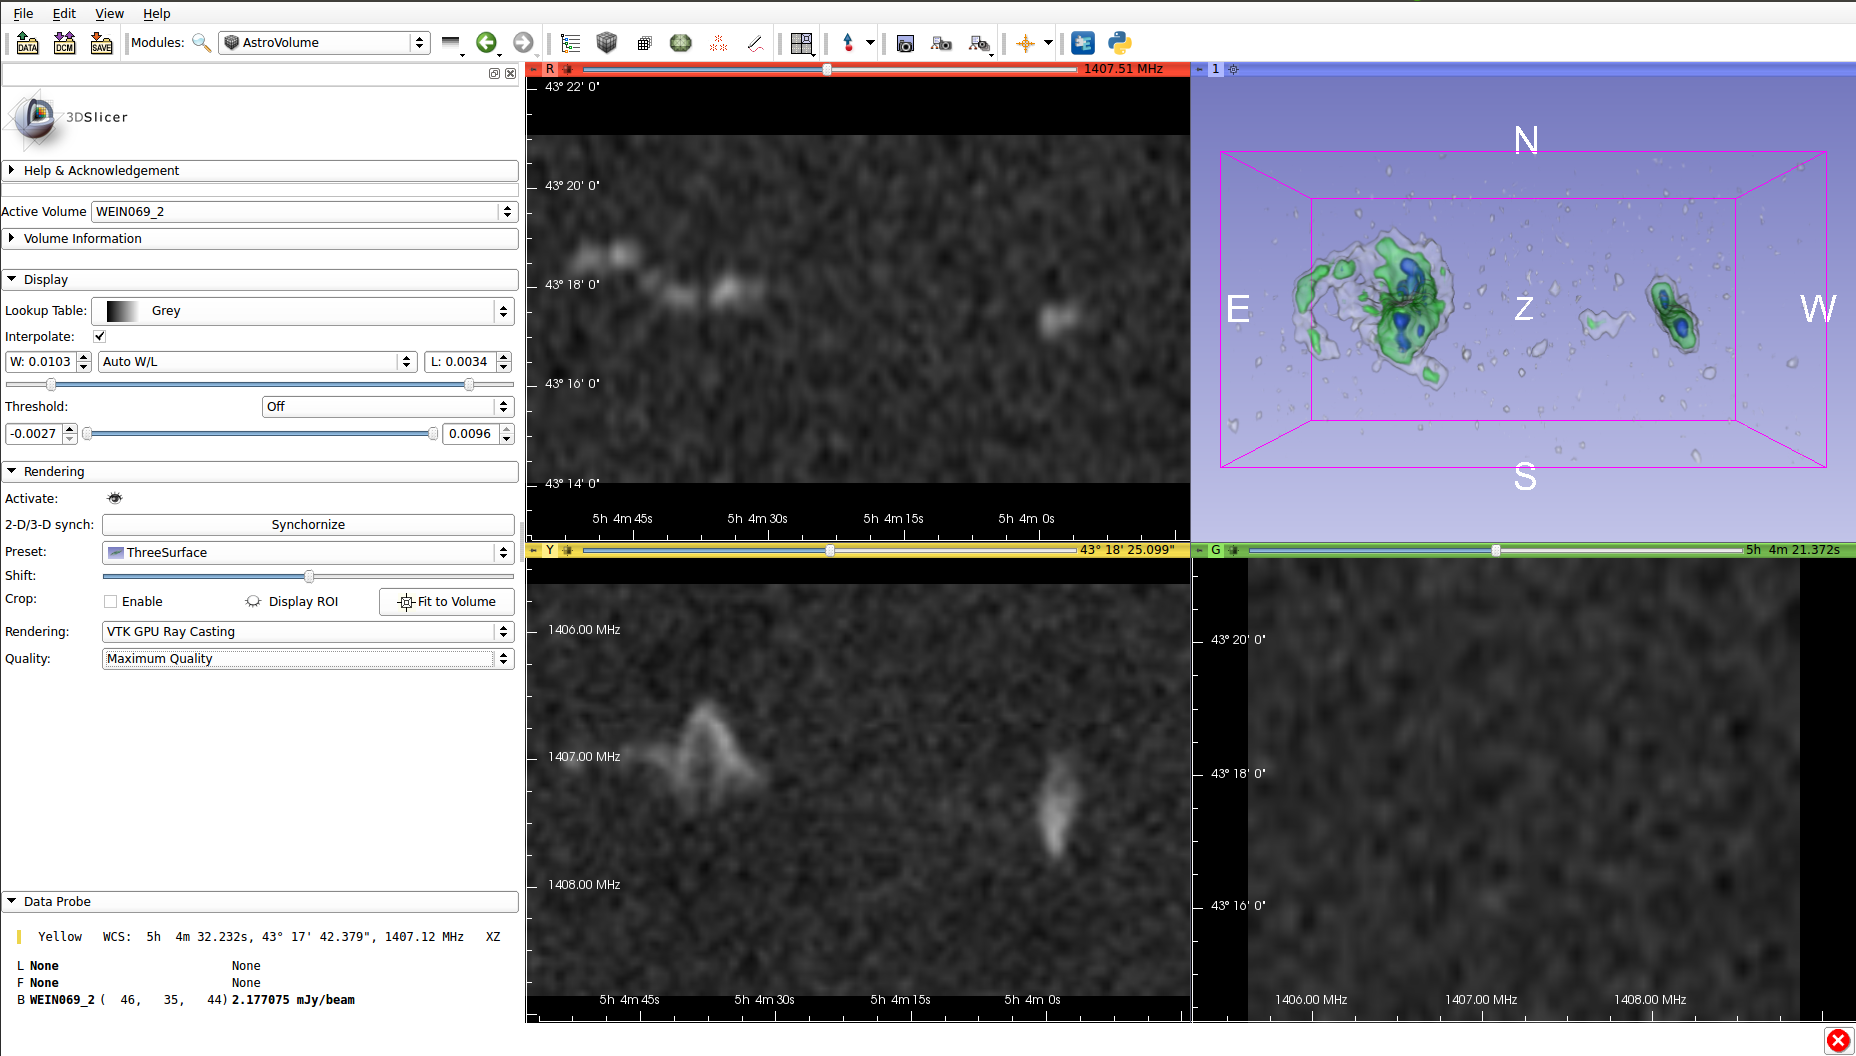 File Edit View Help
DATA DCM SAVE Modules: AstroVolume
3DSlicer
Help & Acknowledgement
Active Volume WEIN069_2
Volume Information
Display
Lookup Table: Grey
Interpolate:
W: 0.0103 Auto W/L L: 0.0034
Threshold: Off
-0.0027 0.0096
Rendering
Activate:
2-D/3-D synch: Synchornize
Preset: ThreeSurface
Shift:
Crop: Enable Display ROI Fit to Volume
Rendering: VTK GPU Ray Casting
Quality: Maximum Quality
Data Probe
Yellow WCS: 5h 4m 32.232s, 43° 17' 42.379", 1407.12 MHz XZ
L None None
F None None
B WEIN069_2 ( 46, 35, 44) 2.177075 mJy/beam
R 1407.51 MHz
43° 22' 0"
43° 20' 0"
43° 18' 0"
43° 16' 0"
43° 14' 0"
5h 4m 45s 5h 4m 30s 5h 4m 15s 5h 4m 0s
1
N
E Z W
S
Y 43° 18' 25.099"
1406.00 MHz
1407.00 MHz
1408.00 MHz
5h 4m 45s 5h 4m 30s 5h 4m 15s 5h 4m 0s
G 5h 4m 21.372s
43° 20' 0"
43° 18' 0"
43° 16' 0"
1406.00 MHz 1407.00 MHz 1408.00 MHz